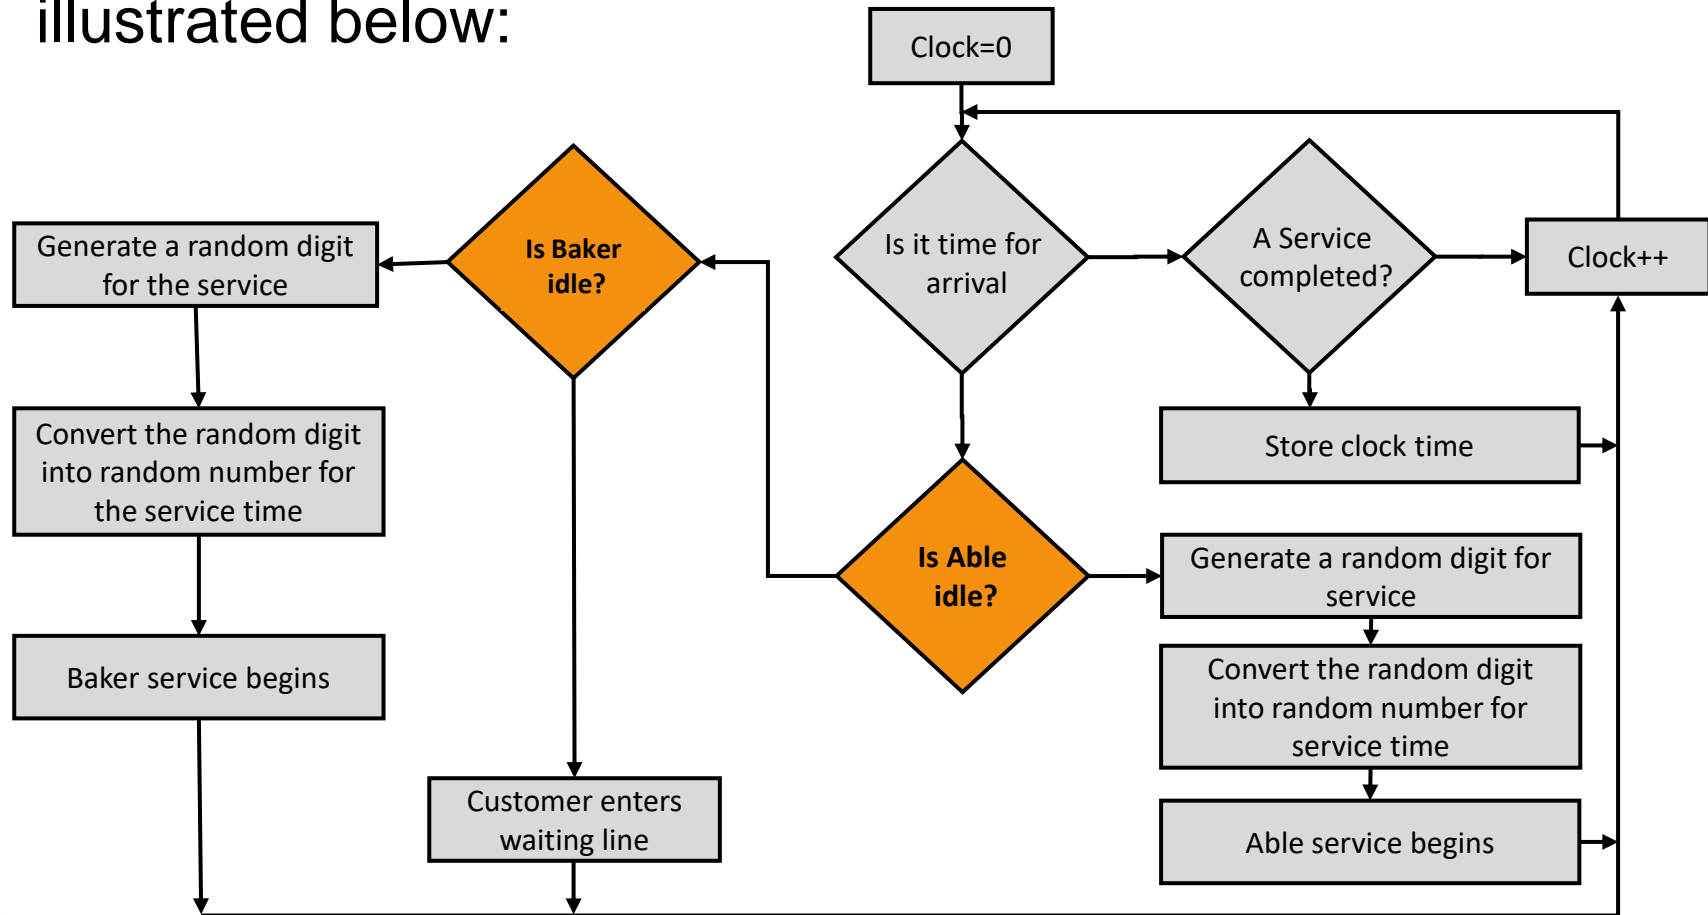 illustrated below:
Clock=0
Is it time for
arrival
A Service
completed?
Clock++
Is Baker
idle?
Generate a random digit
for the service
Convert the random digit
into random number for
the service time
Baker service begins
Customer enters
waiting line
Store clock time
Is Able
idle?
Generate a random digit for
service
Convert the random digit
into random number for
service time
Able service begins